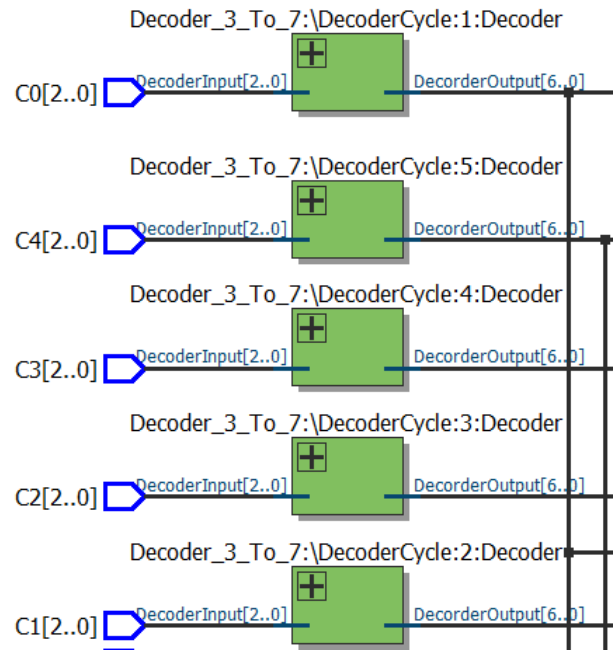 Decoder_3_To_7:\DecoderCycle:1:Decoder
C0[2..0] DecoderInput[2..0] DecorderOutput[6..0]
Decoder_3_To_7:\DecoderCycle:5:Decoder
C4[2..0] DecoderInput[2..0] DecorderOutput[6..0]
Decoder_3_To_7:\DecoderCycle:4:Decoder
C3[2..0] DecoderInput[2..0] DecorderOutput[6..0]
Decoder_3_To_7:\DecoderCycle:3:Decoder
C2[2..0] DecoderInput[2..0] DecorderOutput[6..0]
Decoder_3_To_7:\DecoderCycle:2:Decoder
C1[2..0] DecoderInput[2..0] DecorderOutput[6..0]